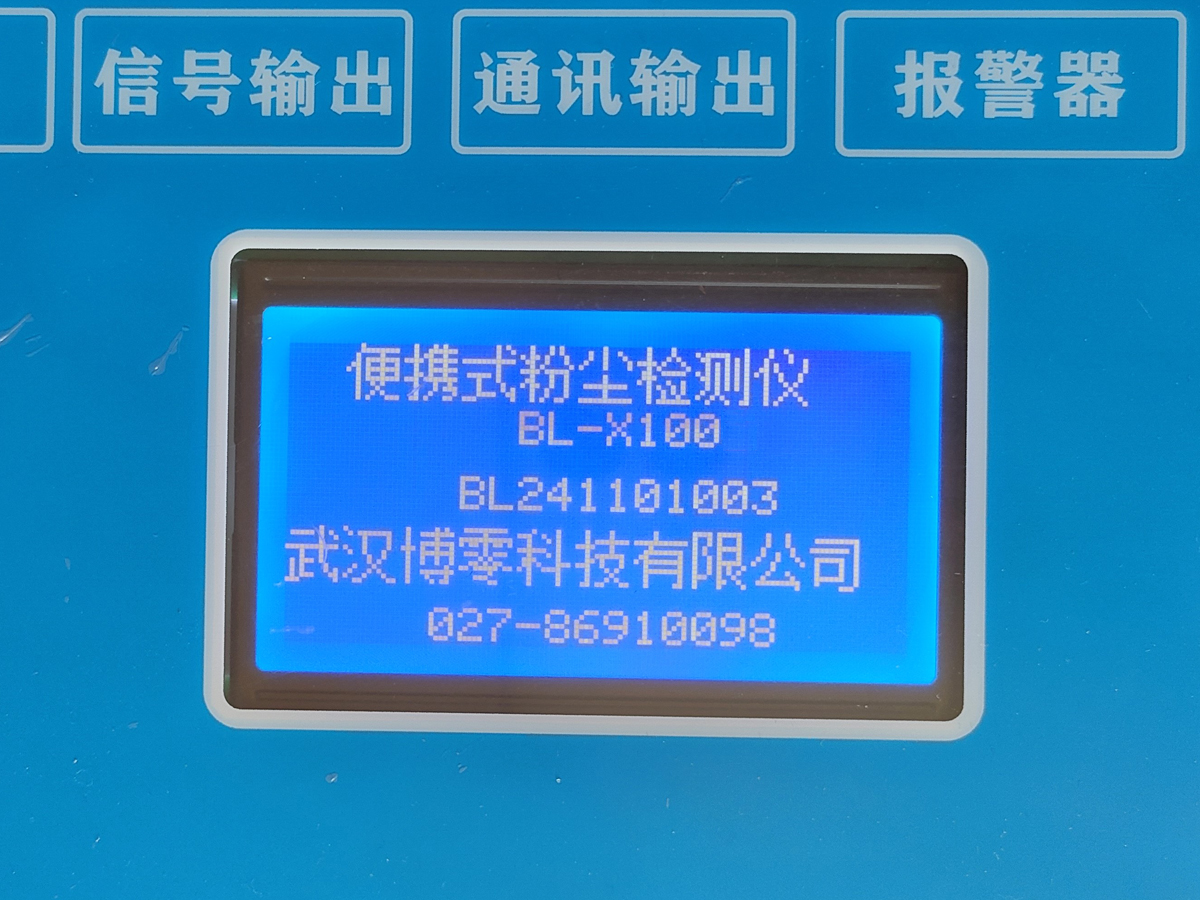 信号输出 通讯输出 报警器
便携式粉尘检测仪
BL-X100
BL241101003
武汉博零科技有限公司
027-86910098